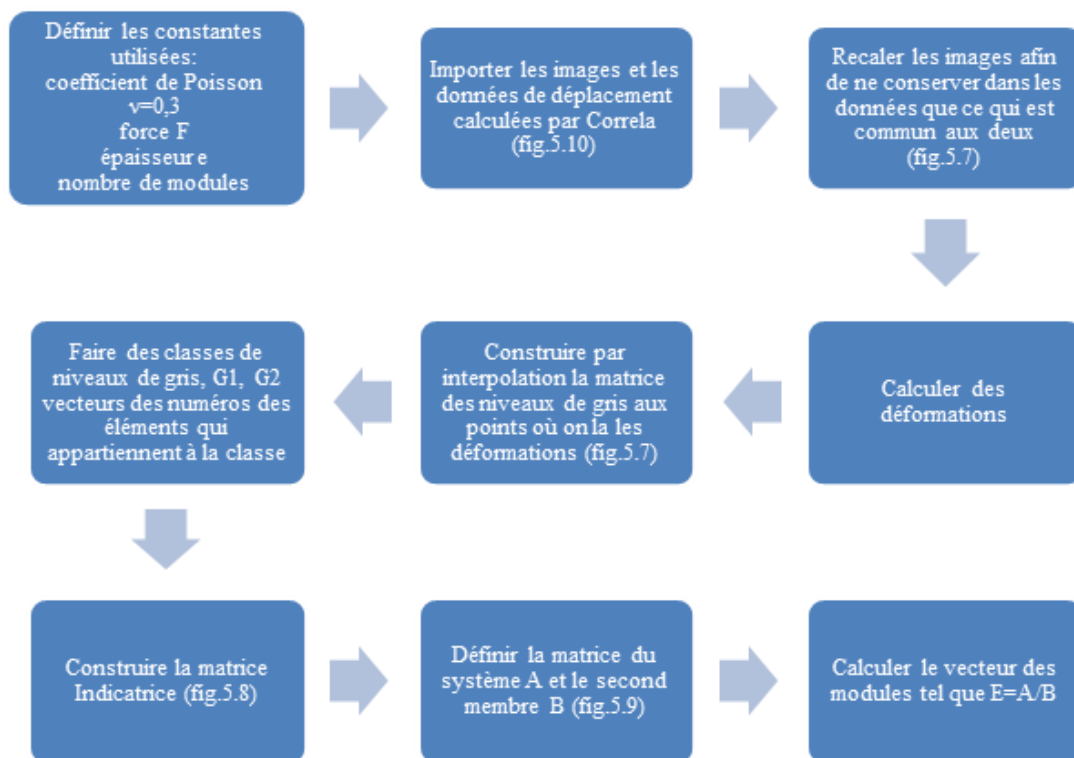 Définir les constantes
utilisées:
coefficient de Poisson
ν=0,3
force F
épaisseur e
nombre de modules
Importer les images et les
données de déplacement
calculées par Correla
(fig.5.10)
Recaler les images afin
de ne conserver dans les
données que ce qui est
commun aux deux
(fig.5.7)
Calculer des
déformations
Construire par
interpolation la matrice
des niveaux de gris aux
points où on la les
déformations (fig.5.7)
Faire des classes de
niveaux de gris, G1, G2
vecteurs des numéros des
éléments qui
appartiennent à la classe
Construire la matrice
Indicatrice (fig.5.8)
Définir la matrice du
système A et le second
membre B (fig.5.9)
Calculer le vecteur des
modules tel que E=A/B